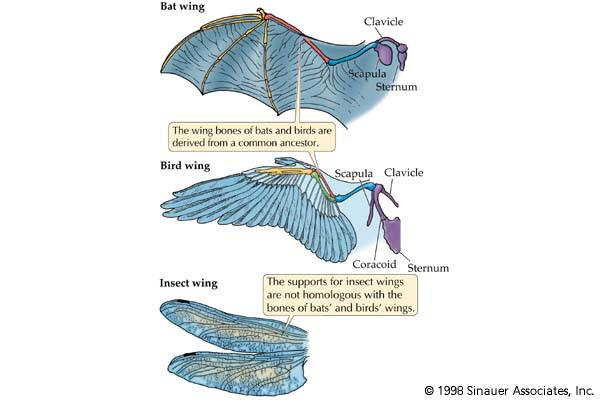 Bat wing
Clavicle
Scapula
Sternum
The wing bones of bats and birds are
derived from a common ancestor.
Bird wing
Scapula
Clavicle
Coracoid
Sternum
Insect wing
The supports for insect wings
are not homologous with the
bones of bats’ and birds’ wings.
© 1998 Sinauer Associates, Inc.